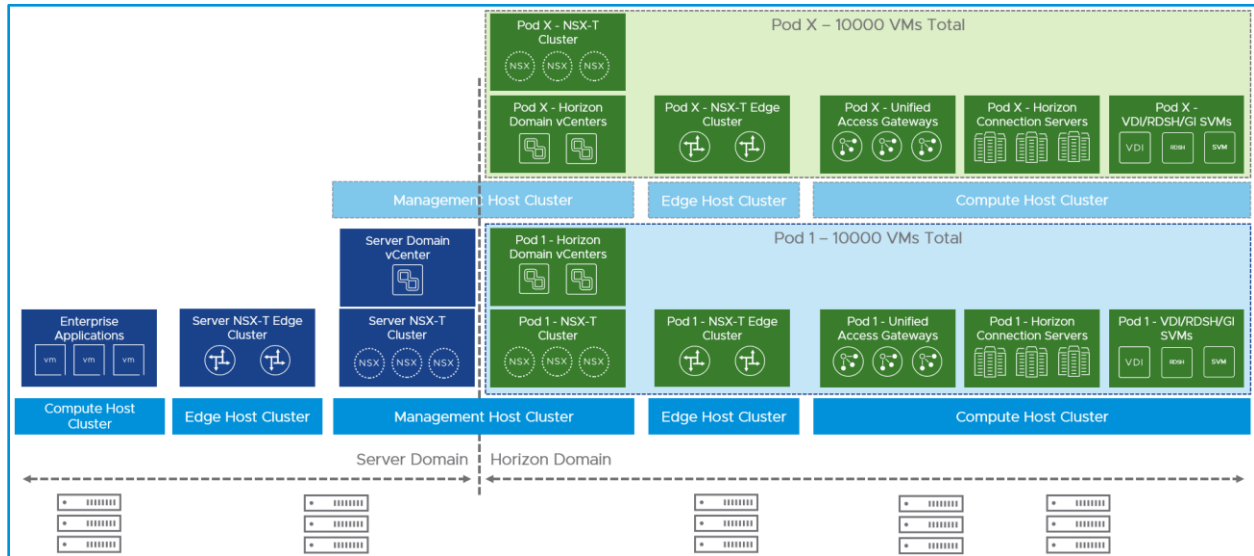 Pod X – 10000 VMs Total
Pod X - NSX-T
Cluster
NSX NSX NSX
Pod X - Horizon
Domain vCenters
Pod X - NSX-T Edge
Cluster
Pod X - Unified
Access Gateways
Pod X - Horizon
Connection Servers
Pod X -
VDI/RDSH/GI SVMs
VDI RDSH SVM
Management Host Cluster
Edge Host Cluster
Compute Host Cluster
Pod 1 – 10000 VMs Total
Server Domain
vCenter
Pod 1 - Horizon
Domain vCenters
Enterprise
Applications
vm vm vm
Server NSX-T Edge
Cluster
Server NSX-T
Cluster
NSX NSX NSX
Pod 1 - NSX-T
Cluster
NSX NSX NSX
Pod 1 - NSX-T Edge
Cluster
Pod 1 - Unified
Access Gateways
Pod 1 - Horizon
Connection Servers
Pod 1 - VDI/RDSH/GI
SVMs
VDI RDSH SVM
Compute Host
Cluster
Edge Host Cluster
Management Host Cluster
Edge Host Cluster
Compute Host Cluster
Server Domain
Horizon Domain